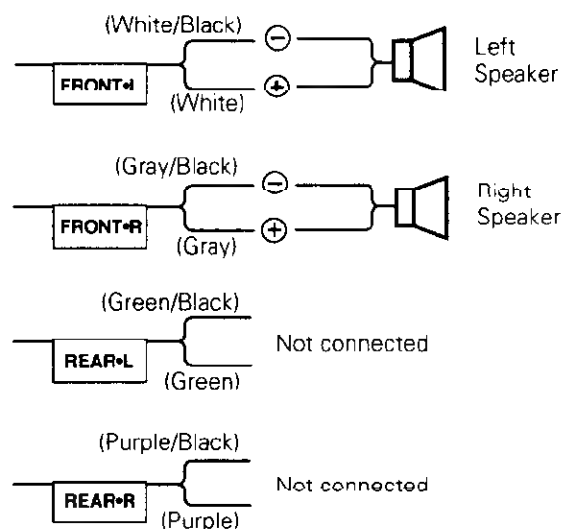 (White/Black)
⊖
Left
Speaker
FRONT•L
⊕
(White)
(Gray/Black)
⊖
Right
Speaker
FRONT•R
⊕
(Gray)
(Green/Black)
REAR•L
Not connected
(Green)
(Purple/Black)
REAR•R
Not connected
(Purple)